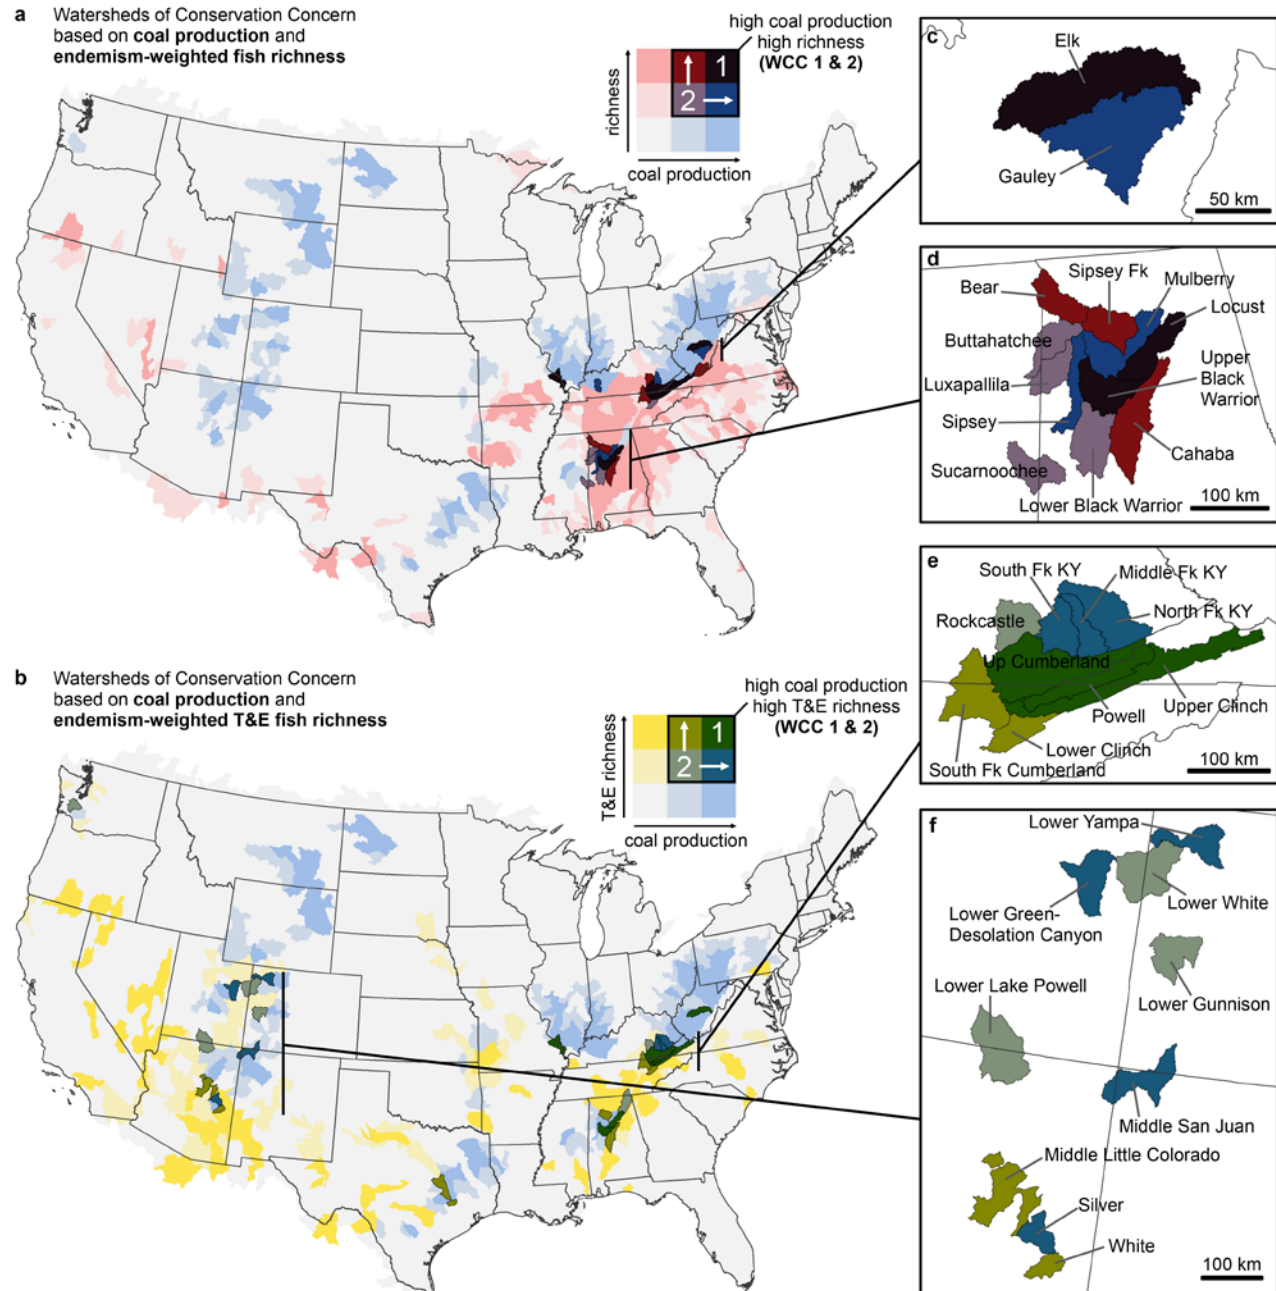 a
Watersheds of Conservation Concern
based on coal production and
endemism-weighted fish richness
high coal production
high richness
(WCC 1 & 2)
richness
1
2
coal production
c
Elk
Gauley
50 km
d
Bear
Sipsey Fk
Mulberry
Locust
Buttahatchee
Upper
Black
Warrior
Luxapallila
Sipsey
Cahaba
Sucarnoochee
Lower Black Warrior
100 km
e
South Fk KY
Middle Fk KY
North Fk KY
Rockcastle
Up Cumberland
Upper Clinch
Powell
Lower Clinch
South Fk Cumberland
100 km
b
Watersheds of Conservation Concern
based on coal production and
endemism-weighted T&E fish richness
high coal production
high T&E richness
(WCC 1 & 2)
T&E richness
1
2
coal production
f
Lower Yampa
Lower White
Lower Green-
Desolation Canyon
Lower Gunnison
Lower Lake Powell
Middle San Juan
Middle Little Colorado
Silver
White
100 km